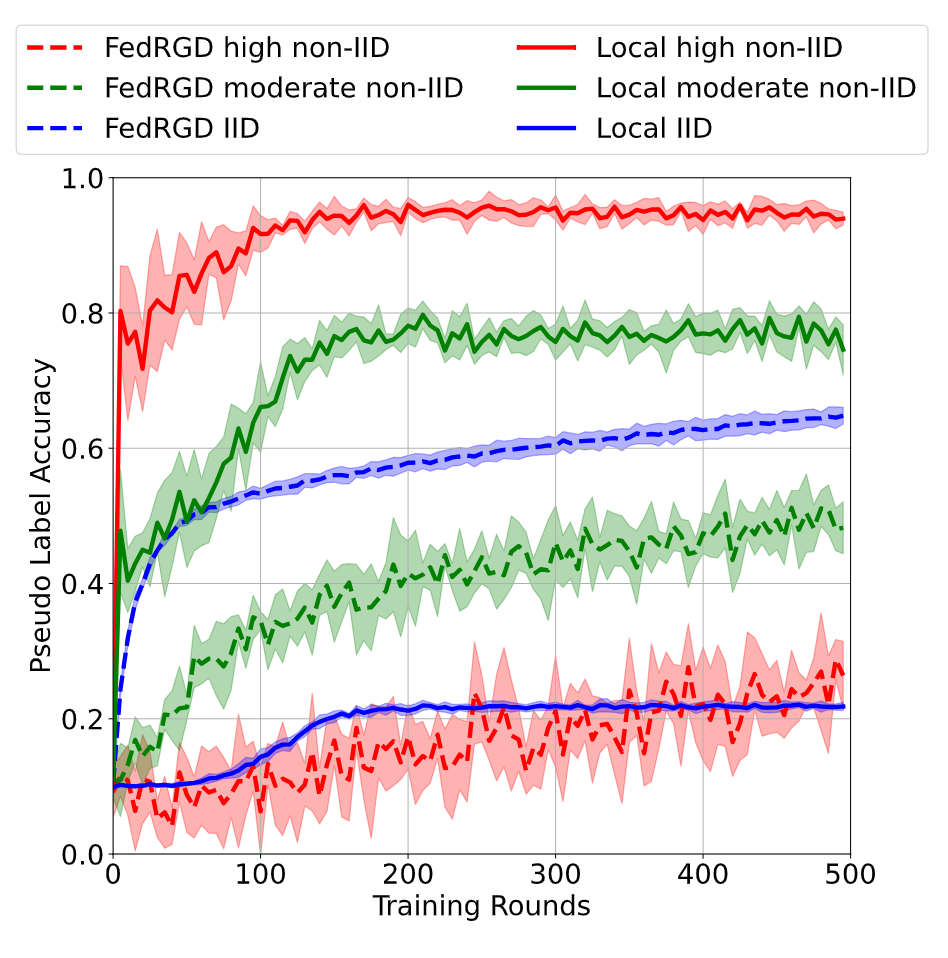 FedRGD high non-IID
FedRGD moderate non-IID
FedRGD IID
Local high non-IID
Local moderate non-IID
Local IID
1.0
0.8
0.6
0.4
0.2
0.0
Pseudo Label Accuracy
0 100 200 300 400 500
Training Rounds